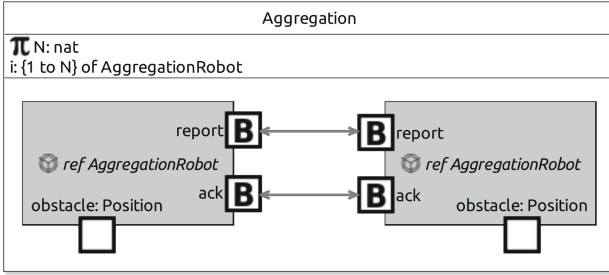 Aggregation
π N: nat
i: {1 to N} of AggregationRobot
report B B report
ref AggregationRobot ref AggregationRobot
ack B B ack
obstacle: Position obstacle: Position